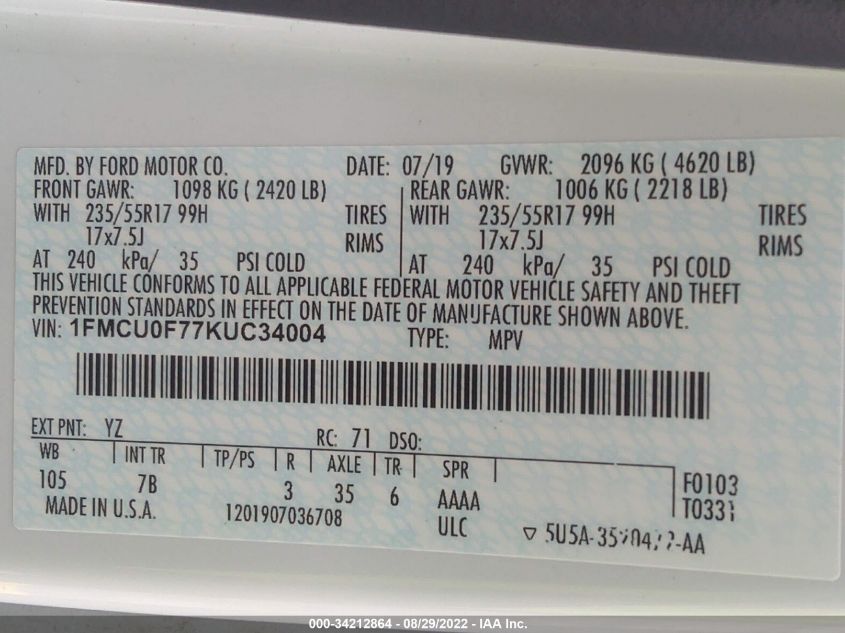 MFD. BY FORD MOTOR CO. DATE: 07/19 GVWR: 2096 KG ( 4620 LB)
FRONT GAWR: 1098 KG ( 2420 LB) REAR GAWR: 1006 KG ( 2218 LB)
WITH 235/55R17 99H TIRES WITH 235/55R17 99H TIRES
17x7.5J RIMS 17x7.5J RIMS
AT 240 kPa/ 35 PSI COLD AT 240 kPa/ 35 PSI COLD
THIS VEHICLE CONFORMS TO ALL APPLICABLE FEDERAL MOTOR VEHICLE SAFETY AND THEFT
PREVENTION STANDARDS IN EFFECT ON THE DATE OF MANUFACTURE SHOWN ABOVE.
VIN: 1FMCU0F77KUC34004 TYPE: MPV
EXT PNT: YZ RC: 71 DSO:
WB INT TR TP/PS R AXLE TR SPR
105 7B 3 35 6 AAAA F0103
MADE IN U.S.A. 1201907036708 ULC
000-34212864 - 08/29/2022 - IAA Inc.